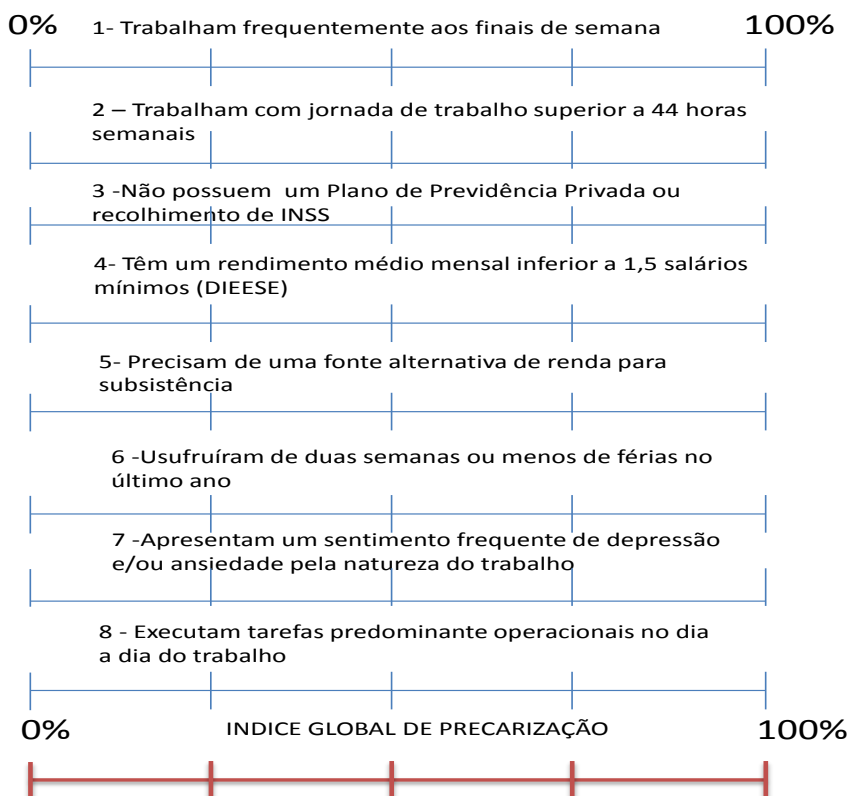 0% 1- Trabalham frequentemente aos finais de semana 100%
2 – Trabalham com jornada de trabalho superior a 44 horas
semanais
3 -Não possuem um Plano de Previdência Privada ou
recolhimento de INSS
4- Têm um rendimento médio mensal inferior a 1,5 salários
mínimos (DIEESE)
5- Precisam de uma fonte alternativa de renda para
subsistência
6 -Usufruíram de duas semanas ou menos de férias no
último ano
7 -Apresentam um sentimento frequente de depressão
e/ou ansiedade pela natureza do trabalho
8 - Executam tarefas predominante operacionais no dia
a dia do trabalho
0% INDICE GLOBAL DE PRECARIZAÇÃO 100%